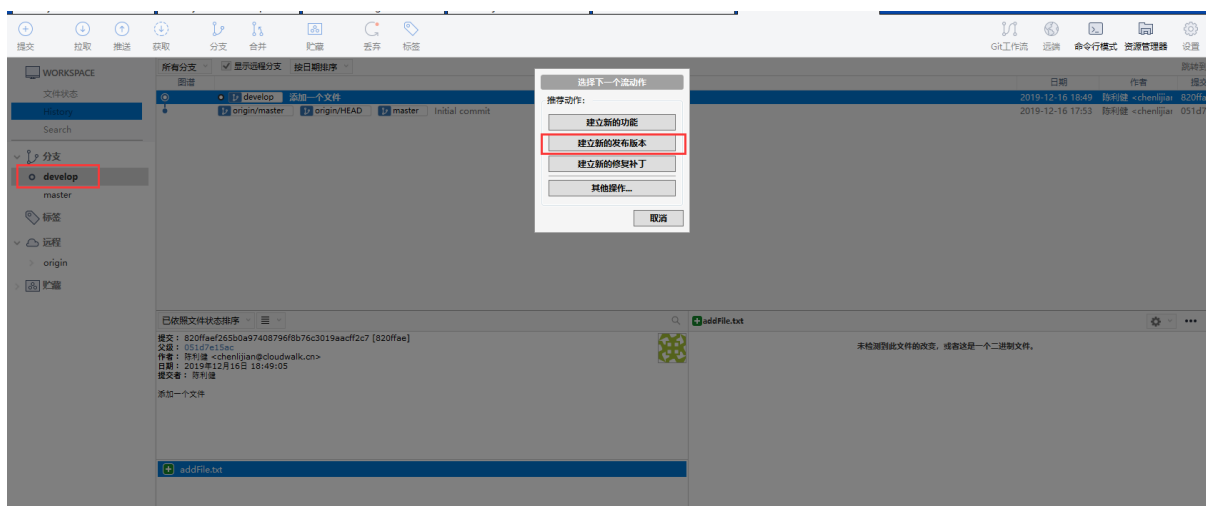 提交 拉取 推送 获取 分支 合并 贮藏 丢弃 标签 Git工作流 远端 命令行模式 资源管理器 设置
WORKSPACE
文件状态
History
Search
分支
develop
master
标签
远程
origin
贮藏
所有分支 显示远程分支 按日期排序 跳转到
图谱 日期 作者 提交
develop 添加一个文件 2019-12-16 18:49 陈利健 <chenlijian 820ffa
origin/master origin/HEAD master Initial commit 2019-12-16 17:53 陈利健 <chenlijian 051d7
选择下一个流动作
推荐动作:
建立新的功能
建立新的发布版本
建立新的修复补丁
其他操作...
取消
已依照文件状态排序
提交: 820ffaef265b0a97408796f8b76c3019aacff2c7 [820ffae]
父级: 051d7e15ac
作者: 陈利健 <chenlijian@cloudwalk.cn>
日期: 2019年12月16日 18:49:05
提交者: 陈利健
添加一个文件
addFile.txt
addFile.txt
未检测到此文件的改变，或者这是一个二进制文件。